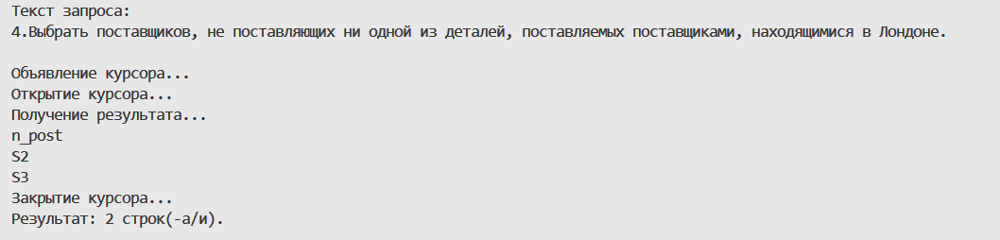 Текст запроса:
4.Выбрать поставщиков, не поставляющих ни одной из деталей, поставляемых поставщиками, находящимися в Лондоне.
Объявление курсора...
Открытие курсора...
Получение результата...
n_post
S2
S3
Закрытие курсора...
Результат: 2 строк(-а/и).